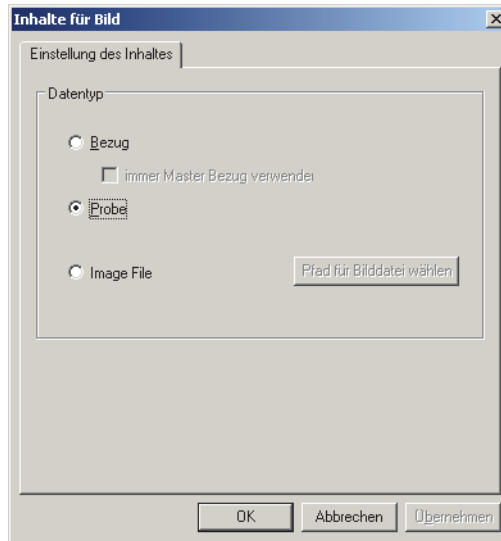 Inhalte für Bild
Einstellung des Inhaltes
Datentyp
Bezug
immer Master Bezug verwender
Probe
Image File
Pfad für Bilddatei wählen
OK
Abbrechen
Übernehmen